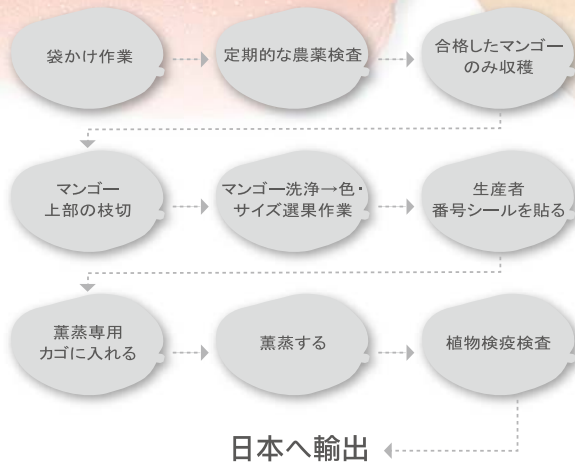 袋かけ作業
定期的な農薬検査
合格したマンゴー
のみ収穫
マンゴー
上部の枝切
マンゴー洗浄→色・
サイズ選果作業
生産者
番号シールを貼る
薫蒸専用
カゴに入れる
薫蒸する
植物検疫検査
日本へ輸出